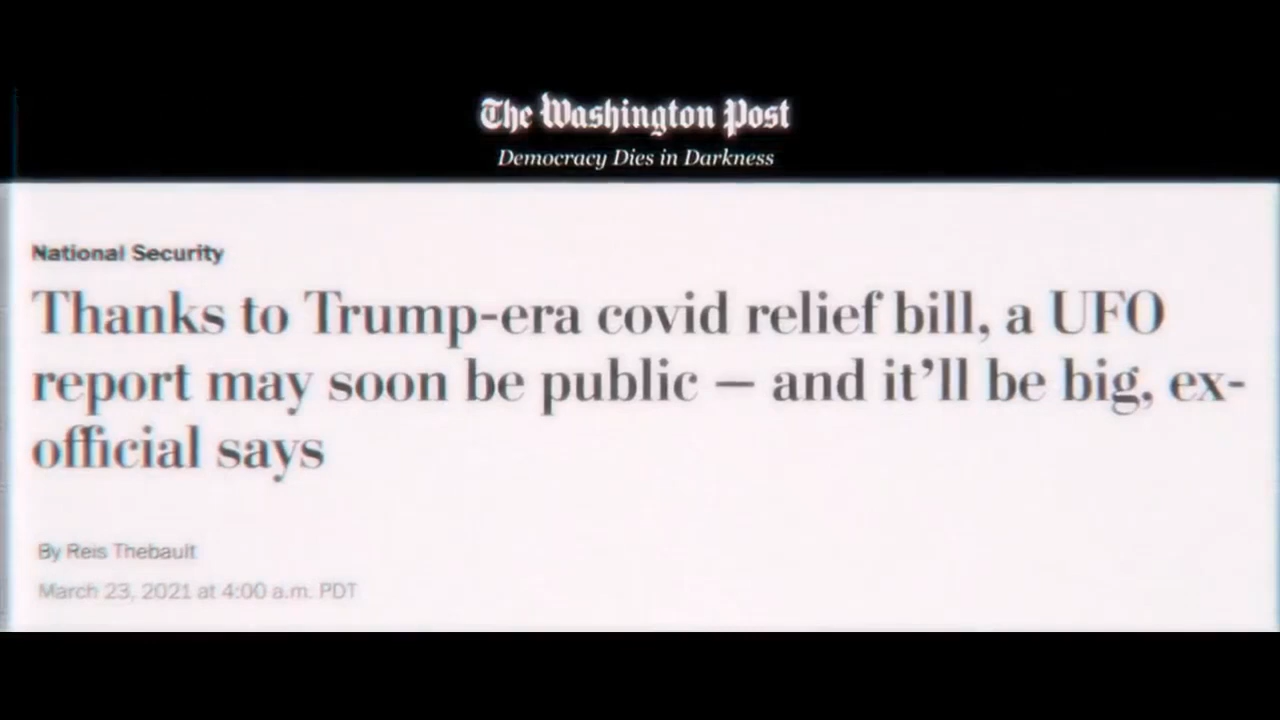 The Washington Post
Democracy Dies in Darkness
National Security
Thanks to Trump-era covid relief bill, a UFO
report may soon be public — and it’ll be big, ex-
official says
By Reis Thebault
March 23, 2021 at 4:00 a.m. PDT